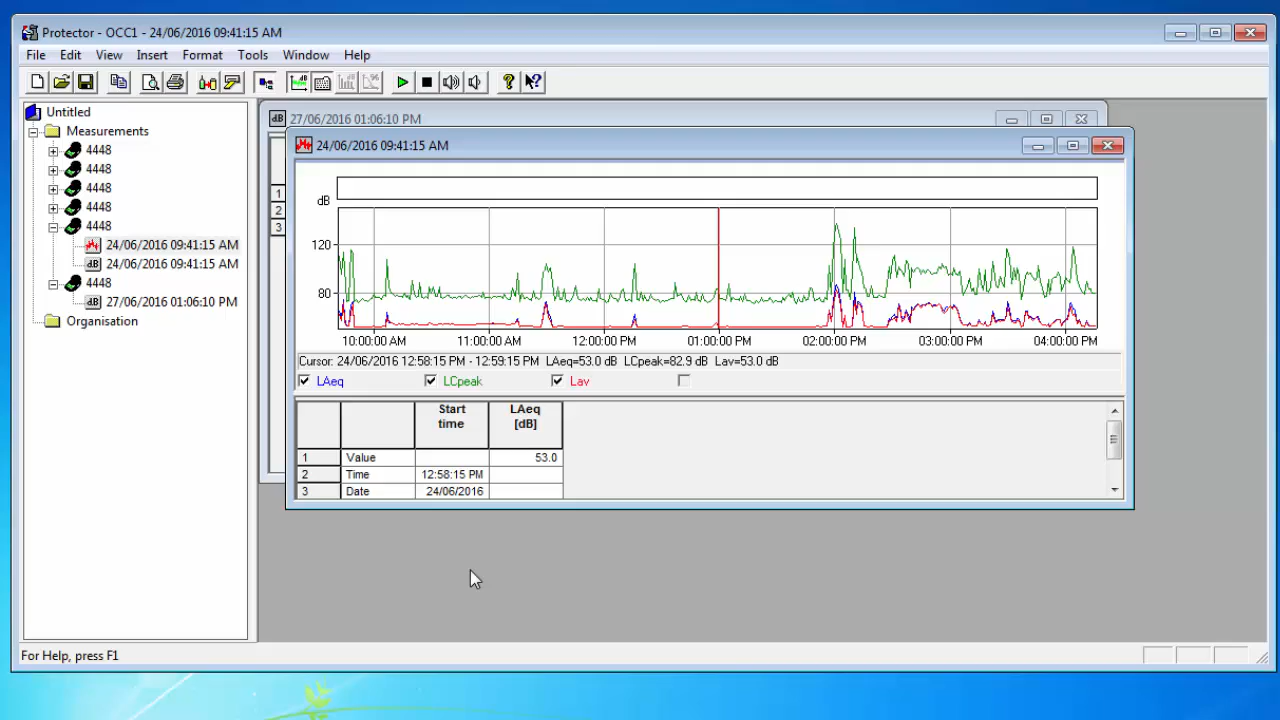 Protector - OCC1 - 24/06/2016 09:41:15 AM
File Edit View Insert Format Tools Window Help
Untitled
Measurements
4448
4448
4448
4448
4448
24/06/2016 09:41:15 AM
dB 24/06/2016 09:41:15 AM
4448
dB 27/06/2016 01:06:10 PM
Organisation
dB 27/06/2016 01:06:10 PM
1
2
3
24/06/2016 09:41:15 AM
dB
120
80
10:00:00 AM 11:00:00 AM 12:00:00 PM 01:00:00 PM 02:00:00 PM 03:00:00 PM 04:00:00 PM
Cursor: 24/06/2016 12:58:15 PM - 12:59:15 PM LAeq=53.0 dB LCpeak=82.9 dB Lav=53.0 dB
LAeq LCpeak Lav
Start LAeq
time [dB]
1 Value 53.0
2 Time 12:58:15 PM
3 Date 24/06/2016
For Help, press F1